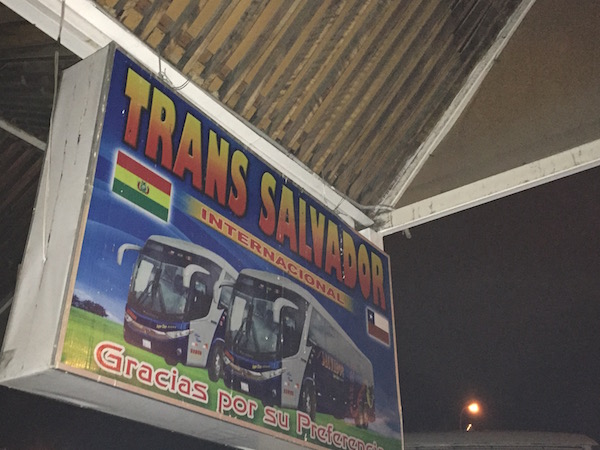 TRANS SALVADOR
INTERNACIONAL
Gracias por su Preferencia